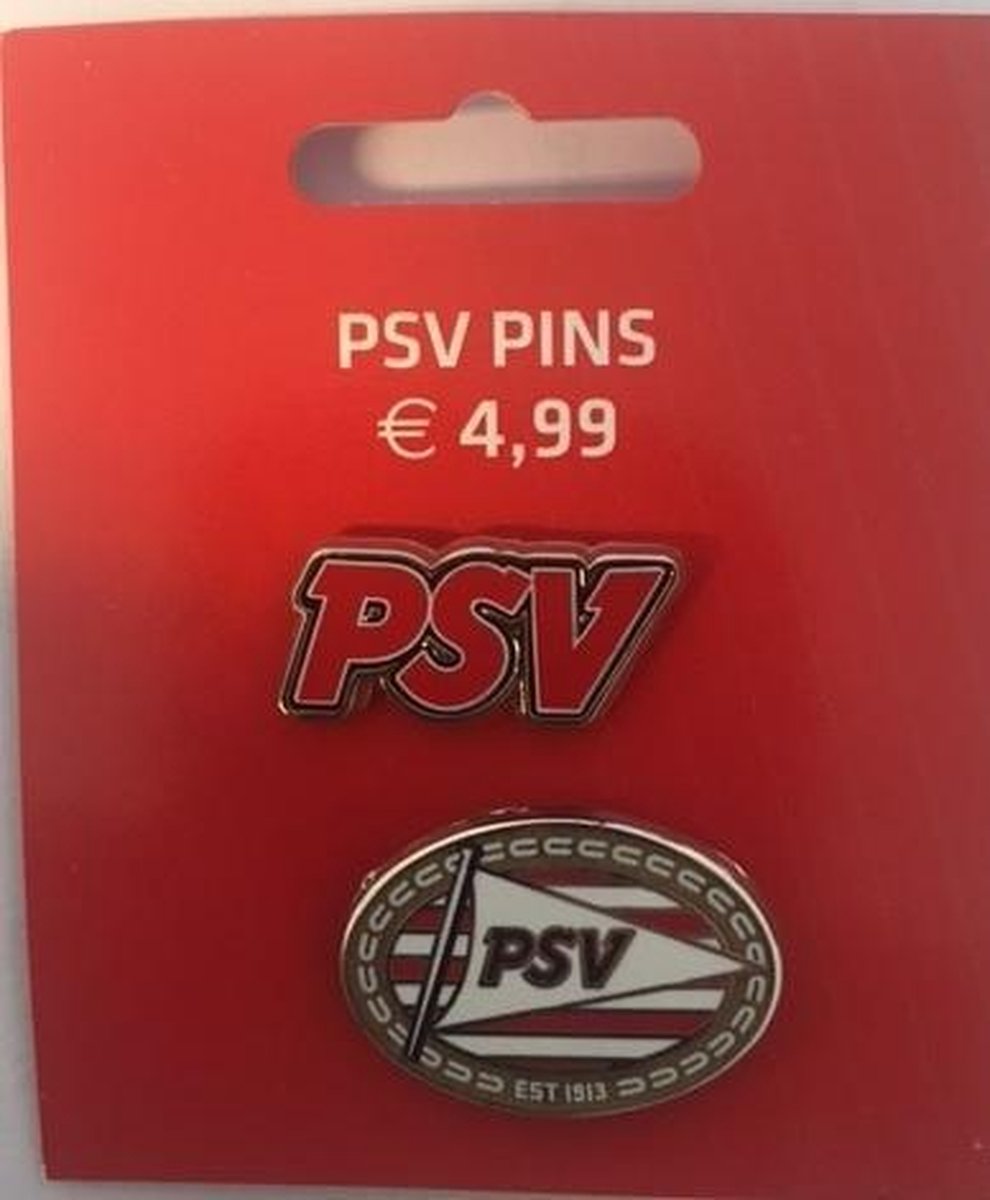 PSV PINS
€ 4,99
PSV
PSV
EST 1913